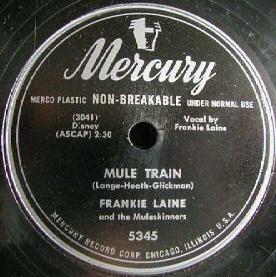 Mercury
MERCO PLASTIC NON-BREAKABLE UNDER NORMAL USE
(3041)
Disney
(ASCAP) 2:30
Vocal by
Frankie Laine
MULE TRAIN
(Lange-Heath-Glickman)
FRANKIE LAINE
and the Muleskinners
5345
MERCURY RECORD CORP. CHICAGO, ILLINOIS U.S.A.